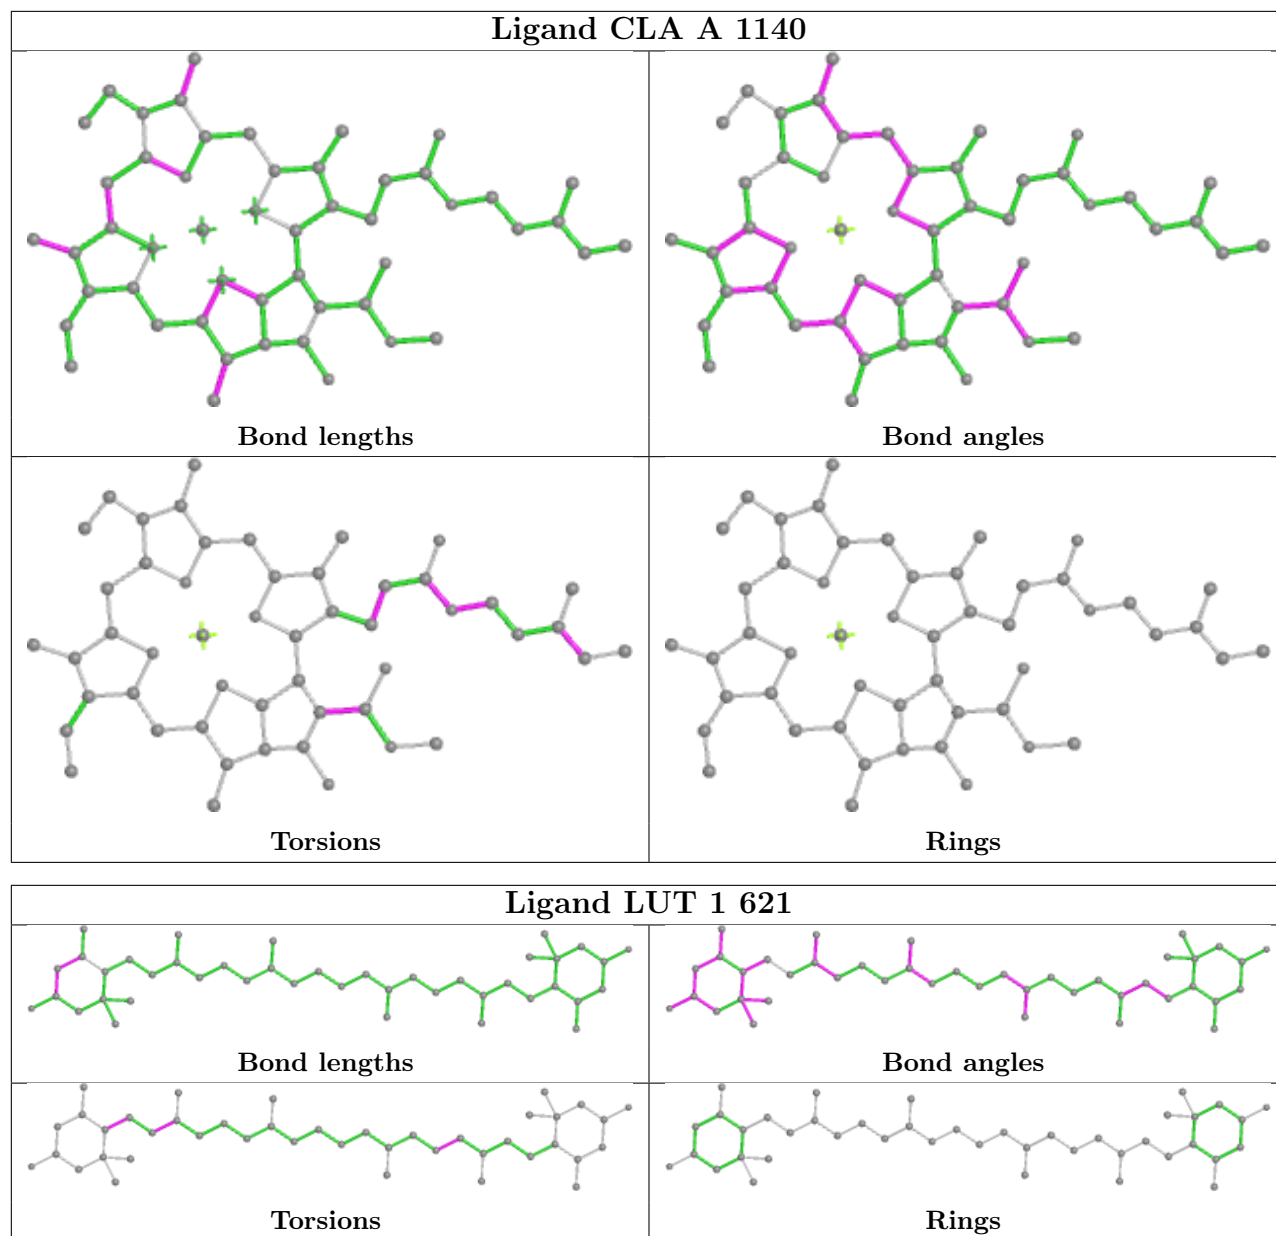 Ligand CLA A 1140
Bond lengths
Bond angles
Torsions
Rings
Ligand LUT 1 621
Bond lengths
Bond angles
Torsions
Rings